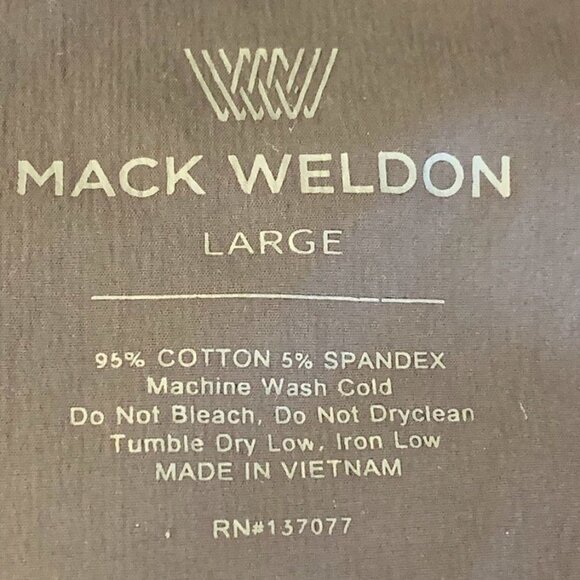 MACK WELDON
LARGE
95% COTTON 5% SPANDEX
Machine Wash Cold
Do Not Bleach, Do Not Dryclean
Tumble Dry Low, Iron Low
MADE IN VIETNAM
RN#137077